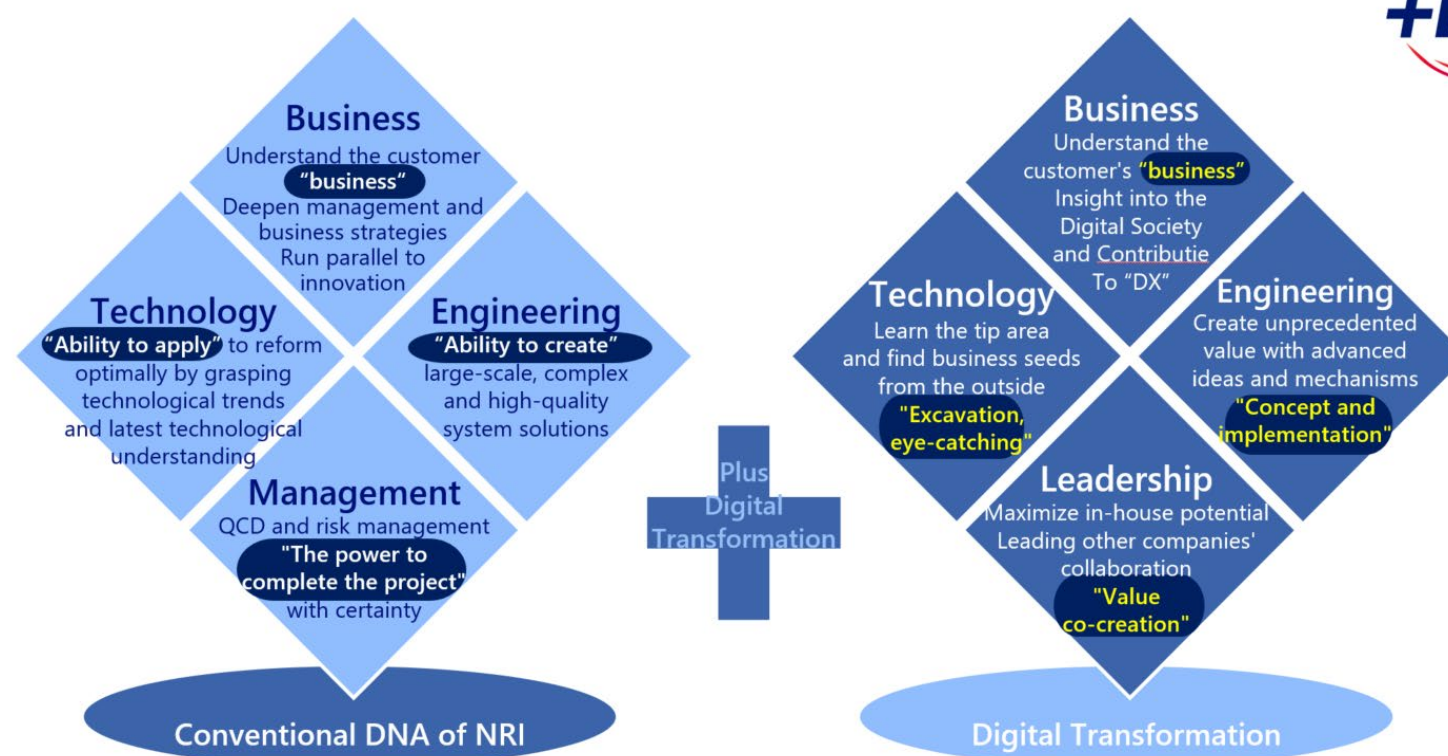 Business
Understand the customer
“business“
Deepen management and
business strategies
Run parallel to
innovation
Technology
“Ability to apply” to reform
optimally by grasping
technological trends
and latest technological
understanding
Engineering
“Ability to create”
large-scale, complex
and high-quality
system solutions
Management
QCD and risk management
"The power to
complete the project"
with certainty
Conventional DNA of NRI
Plus
Digital
Transformation
Business
Understand the
customer's “business”
Insight into the
Digital Society
and Contributie
To “DX”
Technology
Learn the tip area
and find business seeds
from the outside
"Excavation,
eye-catching"
Engineering
Create unprecedented
value with advanced
ideas and mechanisms
"Concept and
implementation"
Leadership
Maximize in-house potential
Leading other companies'
collaboration
"Value
co-creation"
Digital Transformation